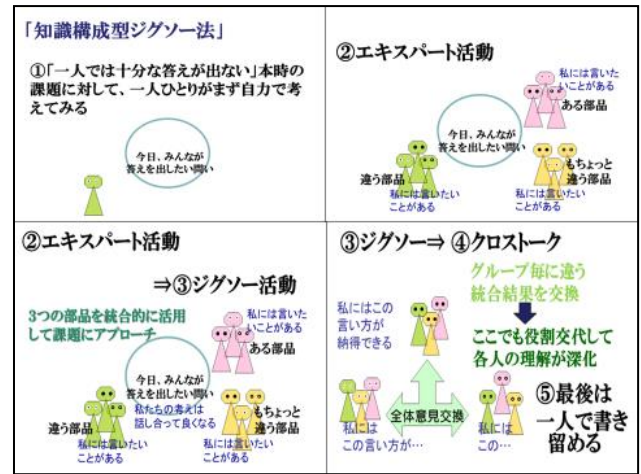 「知識構成型ジグソー法」
①「一人では十分な答えが出ない」本時の
課題に対して、一人ひとりがまず自力で考
えてみる
今日、みんなが
答えを出したい問い
②エキスパート活動
私には言いた
いことがある
ある部品
今日、みんなが
答えを出したい問い
違う部品
私には言いたい
ことがある
もちょっと
違う部品
私には言いたい
ことがある
②エキスパート活動
⇒③ジグソー活動
3つの部品を統合的に活用
して課題にアプローチ
私には言いた
いことがある
ある部品
今日、みんなが
答えを出したい問い
私たちの考えは
話し合って良くなる
違う部品
私には言いたい
ことがある
もちょっと
違う部品
私には言いたい
ことがある
③ジグソー⇒ ④クロストーク
グループ毎に違う
統合結果を交換
私にはこの
言い方が
納得できる
ここでも役割交代して
各人の理解が深化
全体意見交換
私には
この言い方が…
私には
この…
⑤最後は
一人で書き
留める